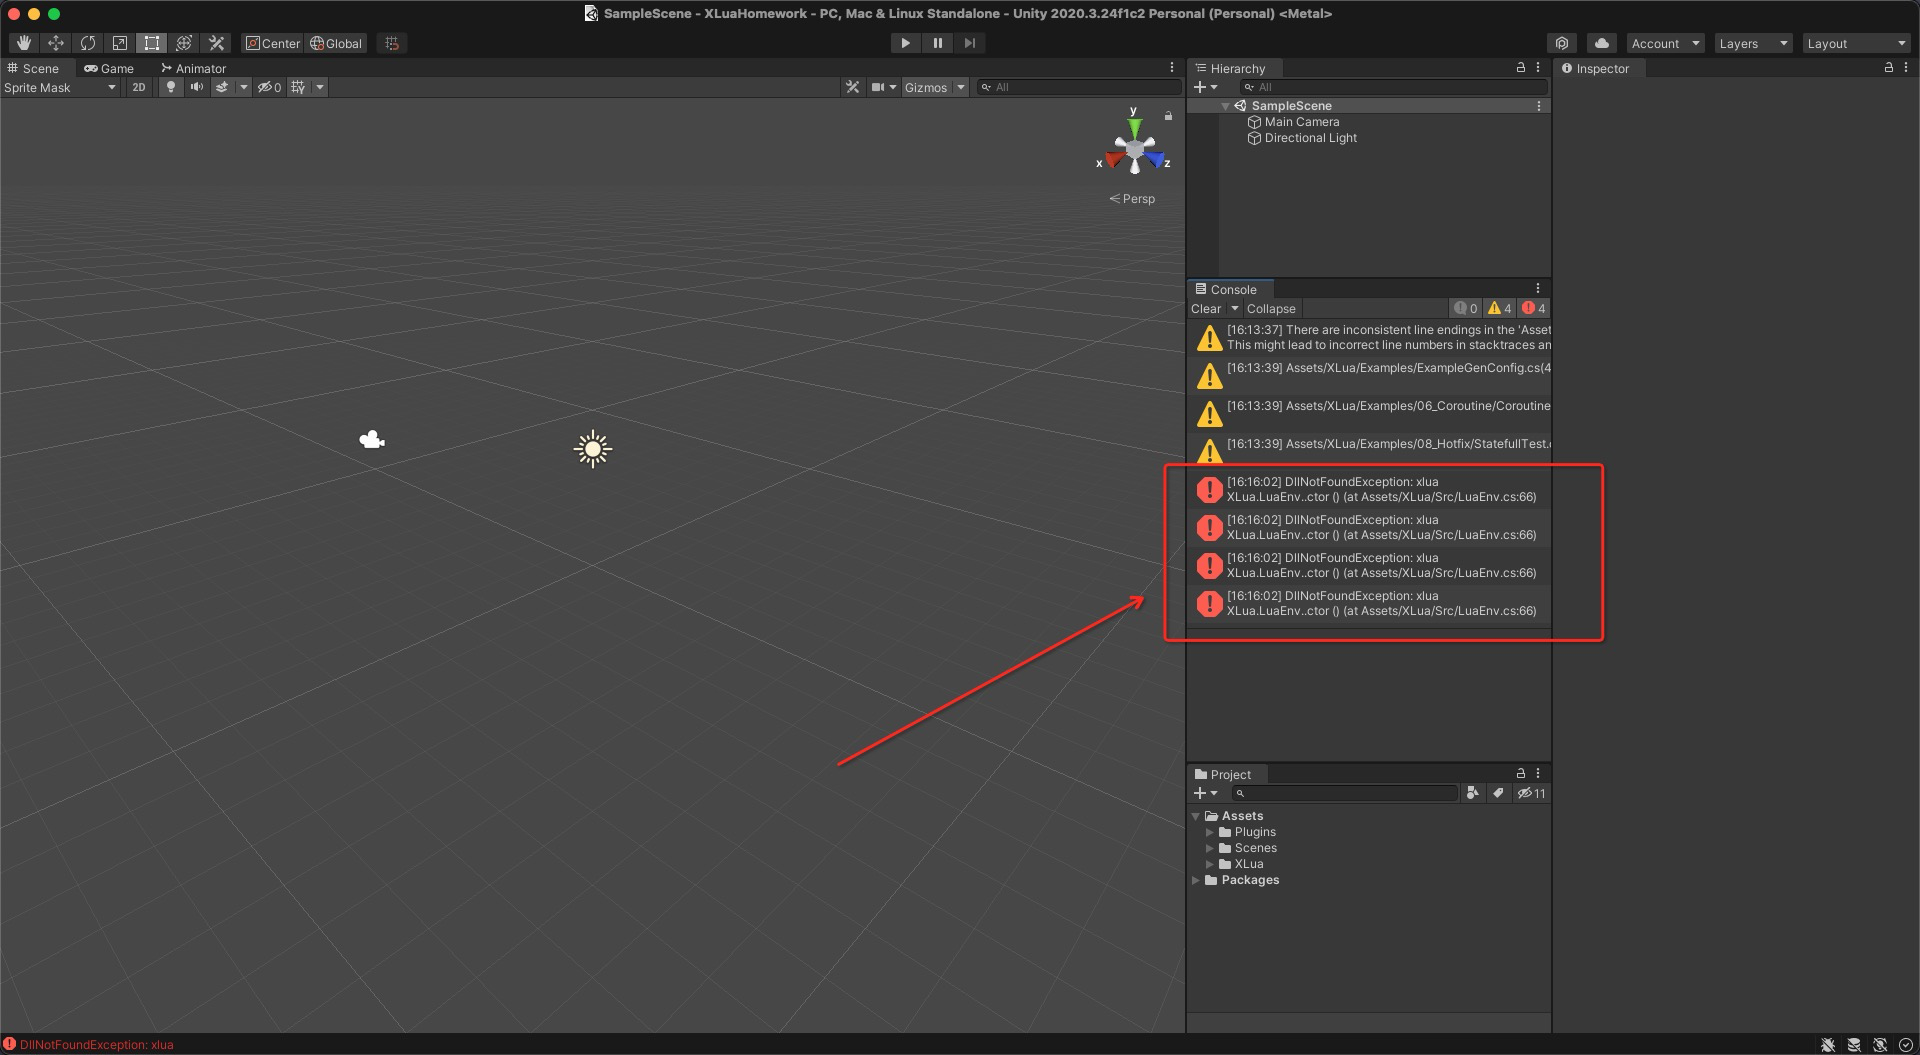 SampleScene - XLuaHomework - PC, Mac & Linux Standalone - Unity 2020.3.24f1c2 Personal (Personal) <Metal>
Center
Global
Account
Layers
Layout
Scene
Game
Animator
Sprite Mask
2D
0
Gizmos
All
y
x
z
Persp
Hierarchy
All
SampleScene
Main Camera
Directional Light
Inspector
Console
Clear
Collapse
0
4
4
[16:13:37] There are inconsistent line endings in the 'Asset
This might lead to incorrect line numbers in stacktraces an
[16:13:39] Assets/XLua/Examples/ExampleGenConfig.cs(4
[16:13:39] Assets/XLua/Examples/06_Coroutine/Coroutine
[16:13:39] Assets/XLua/Examples/08_Hotfix/StatefullTest.c
[16:16:02] DllNotFoundException: xlua
XLua.LuaEnv..ctor () (at Assets/XLua/Src/LuaEnv.cs:66)
[16:16:02] DllNotFoundException: xlua
XLua.LuaEnv..ctor () (at Assets/XLua/Src/LuaEnv.cs:66)
[16:16:02] DllNotFoundException: xlua
XLua.LuaEnv..ctor () (at Assets/XLua/Src/LuaEnv.cs:66)
[16:16:02] DllNotFoundException: xlua
XLua.LuaEnv..ctor () (at Assets/XLua/Src/LuaEnv.cs:66)
Project
11
Assets
Plugins
Scenes
XLua
Packages
DllNotFoundException: xlua